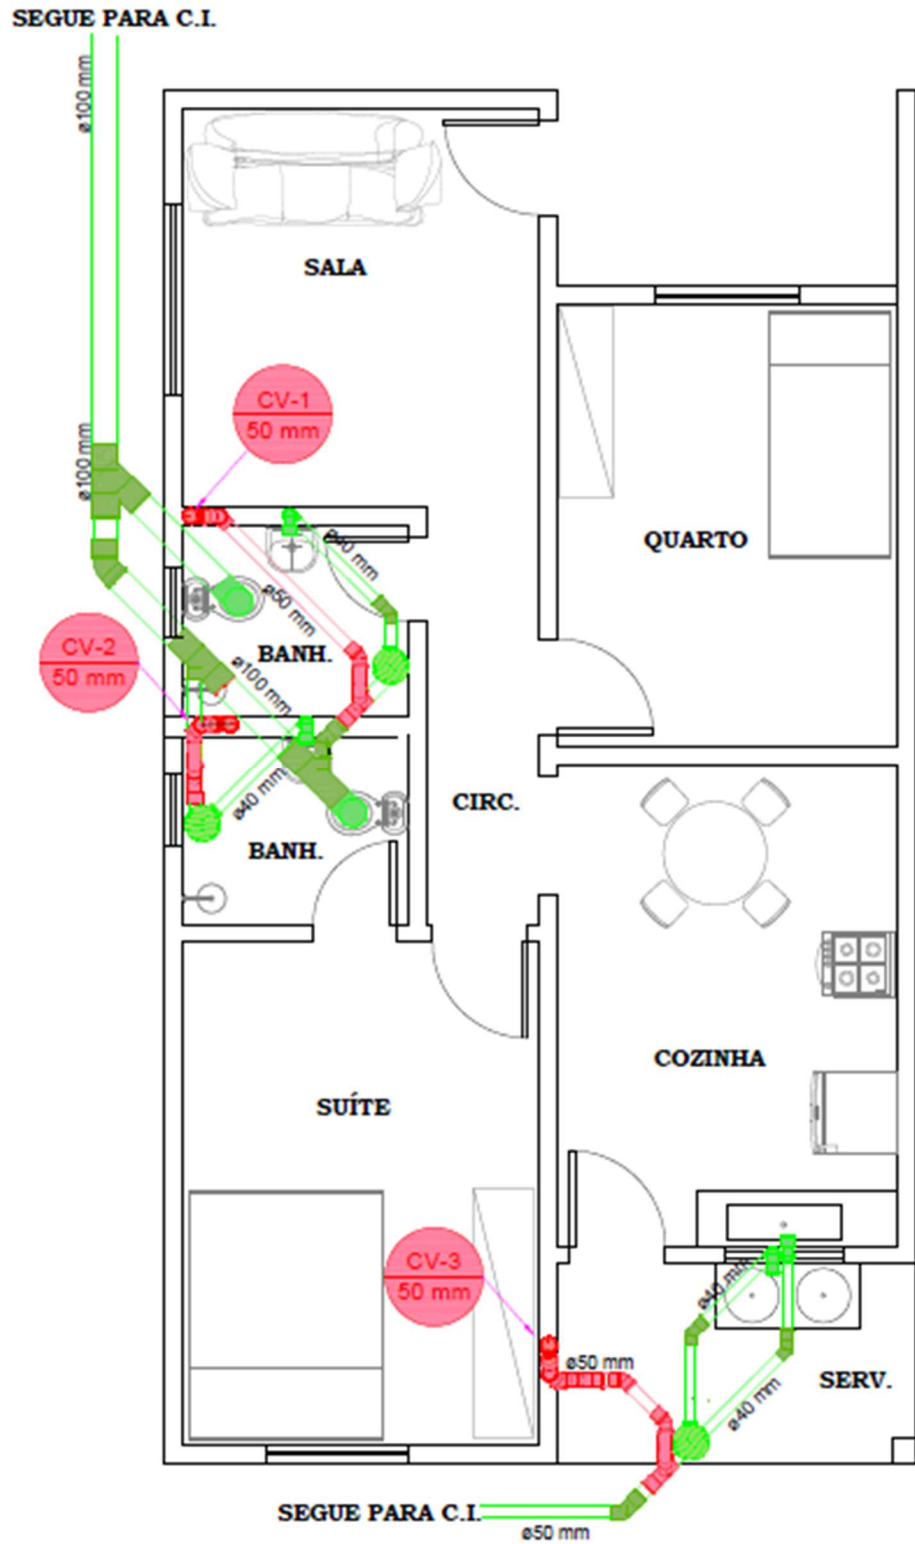 SEGUE PARA C.I.
ø100 mm
SALA
CV-1
50 mm
ø100 mm
ø40 mm
QUARTO
ø50 mm
CV-2
50 mm
BANH.
ø100 mm
ø40 mm
CIRC.
BANH.
COZINHA
SUÍTE
CV-3
50 mm
ø40 mm
ø50 mm
SERV.
ø40 mm
SEGUE PARA C.I.
ø50 mm